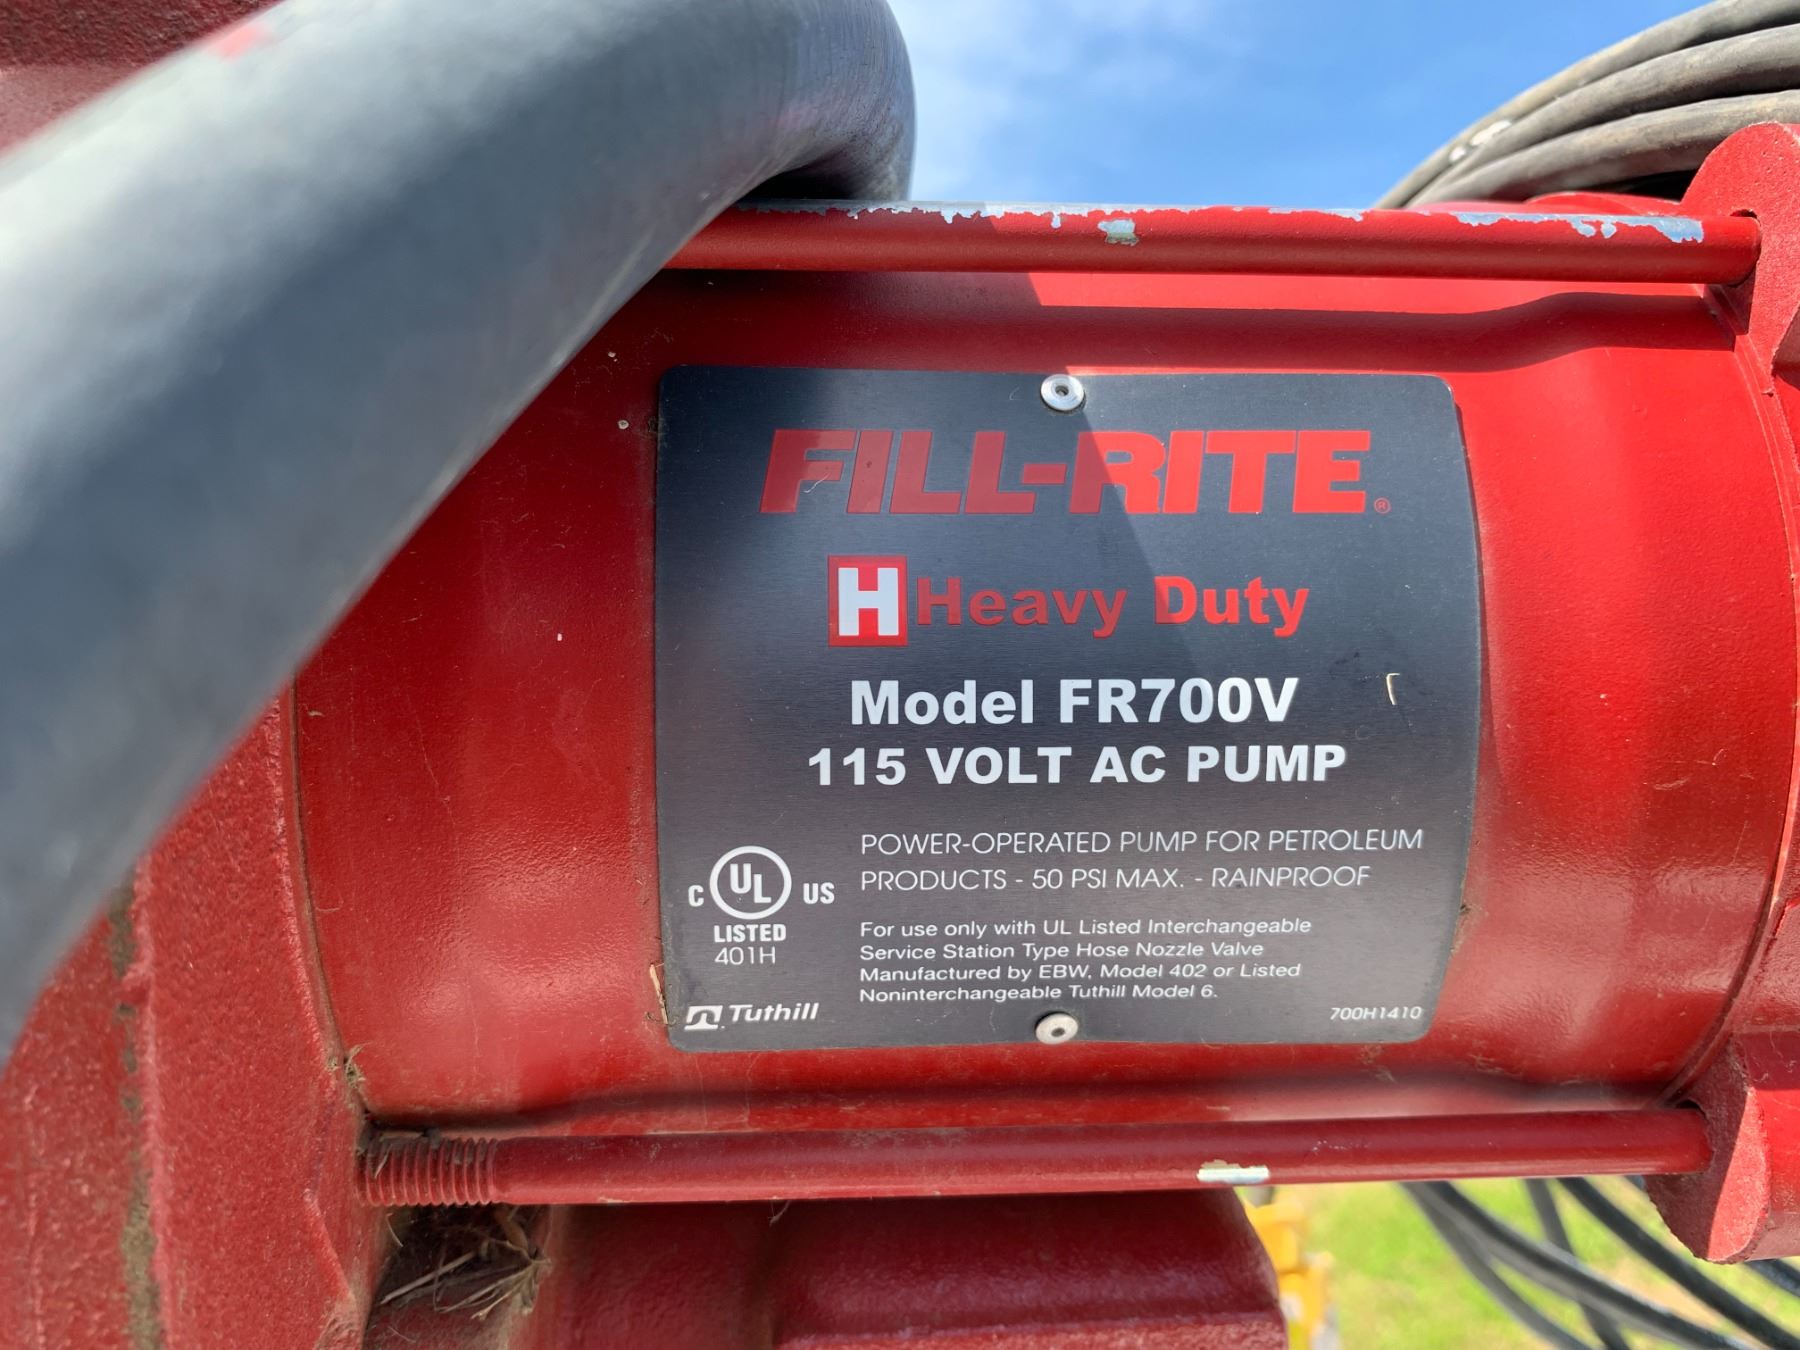 FILL-RITE®
H Heavy Duty
Model FR700V
115 VOLT AC PUMP
POWER-OPERATED PUMP FOR PETROLEUM
PRODUCTS - 50 PSI MAX. - RAINPROOF
C UL US
LISTED
401H
For use only with UL Listed Interchangeable
Service Station Type Hose Nozzle Valve
Manufactured by EBW, Model 402 or Listed
Noninterchangeable Tuthill Model 6.
Tuthill
700H1410